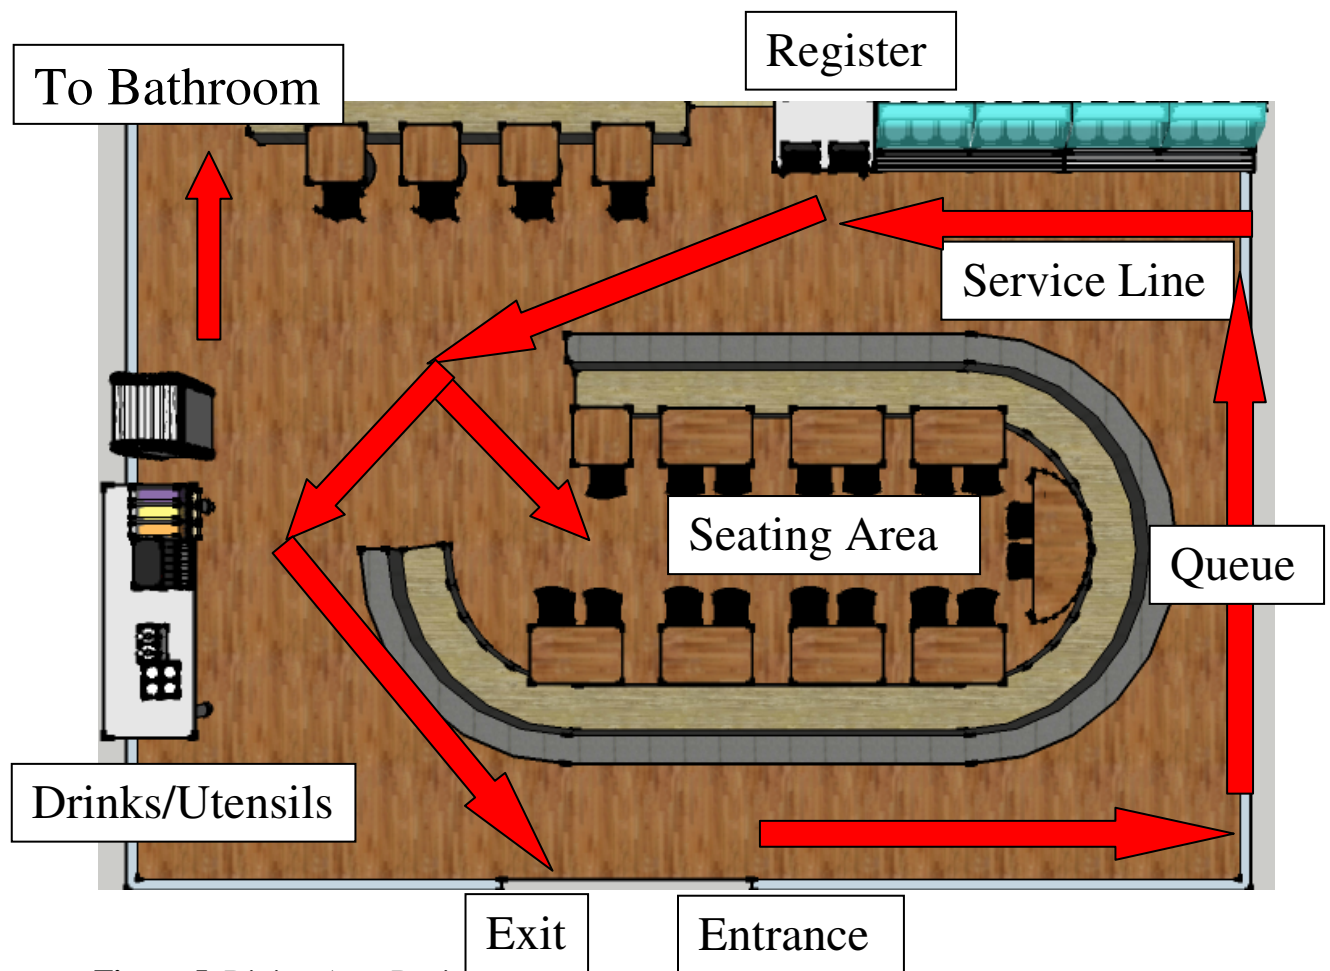 Register
To Bathroom
Service Line
Seating Area
Queue
Drinks/Utensils
Exit
Entrance